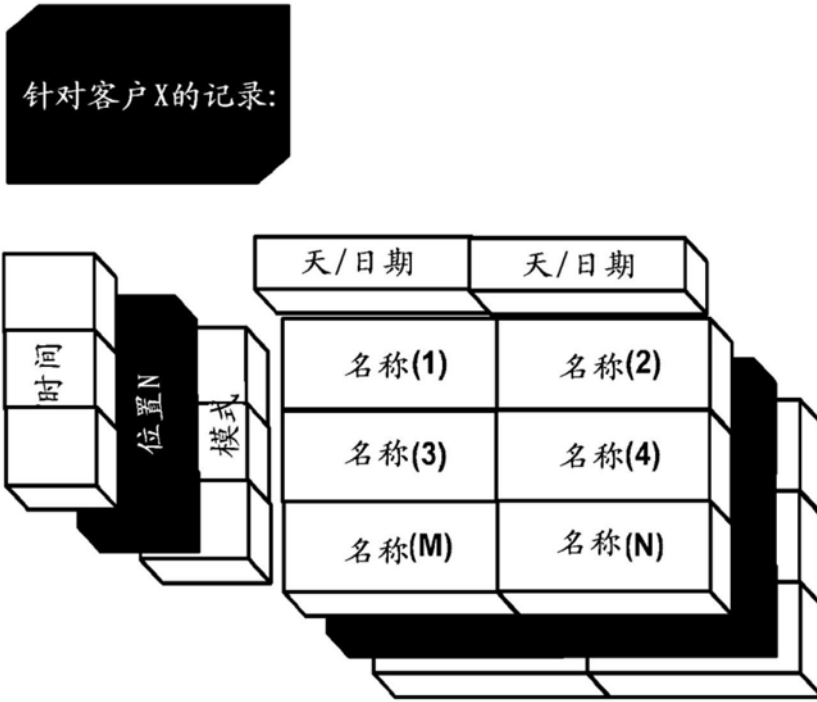 针对客户X的记录:
天/日期
天/日期
时间
位置N
模式
名称(1)
名称(2)
名称(3)
名称(4)
名称(M)
名称(N)